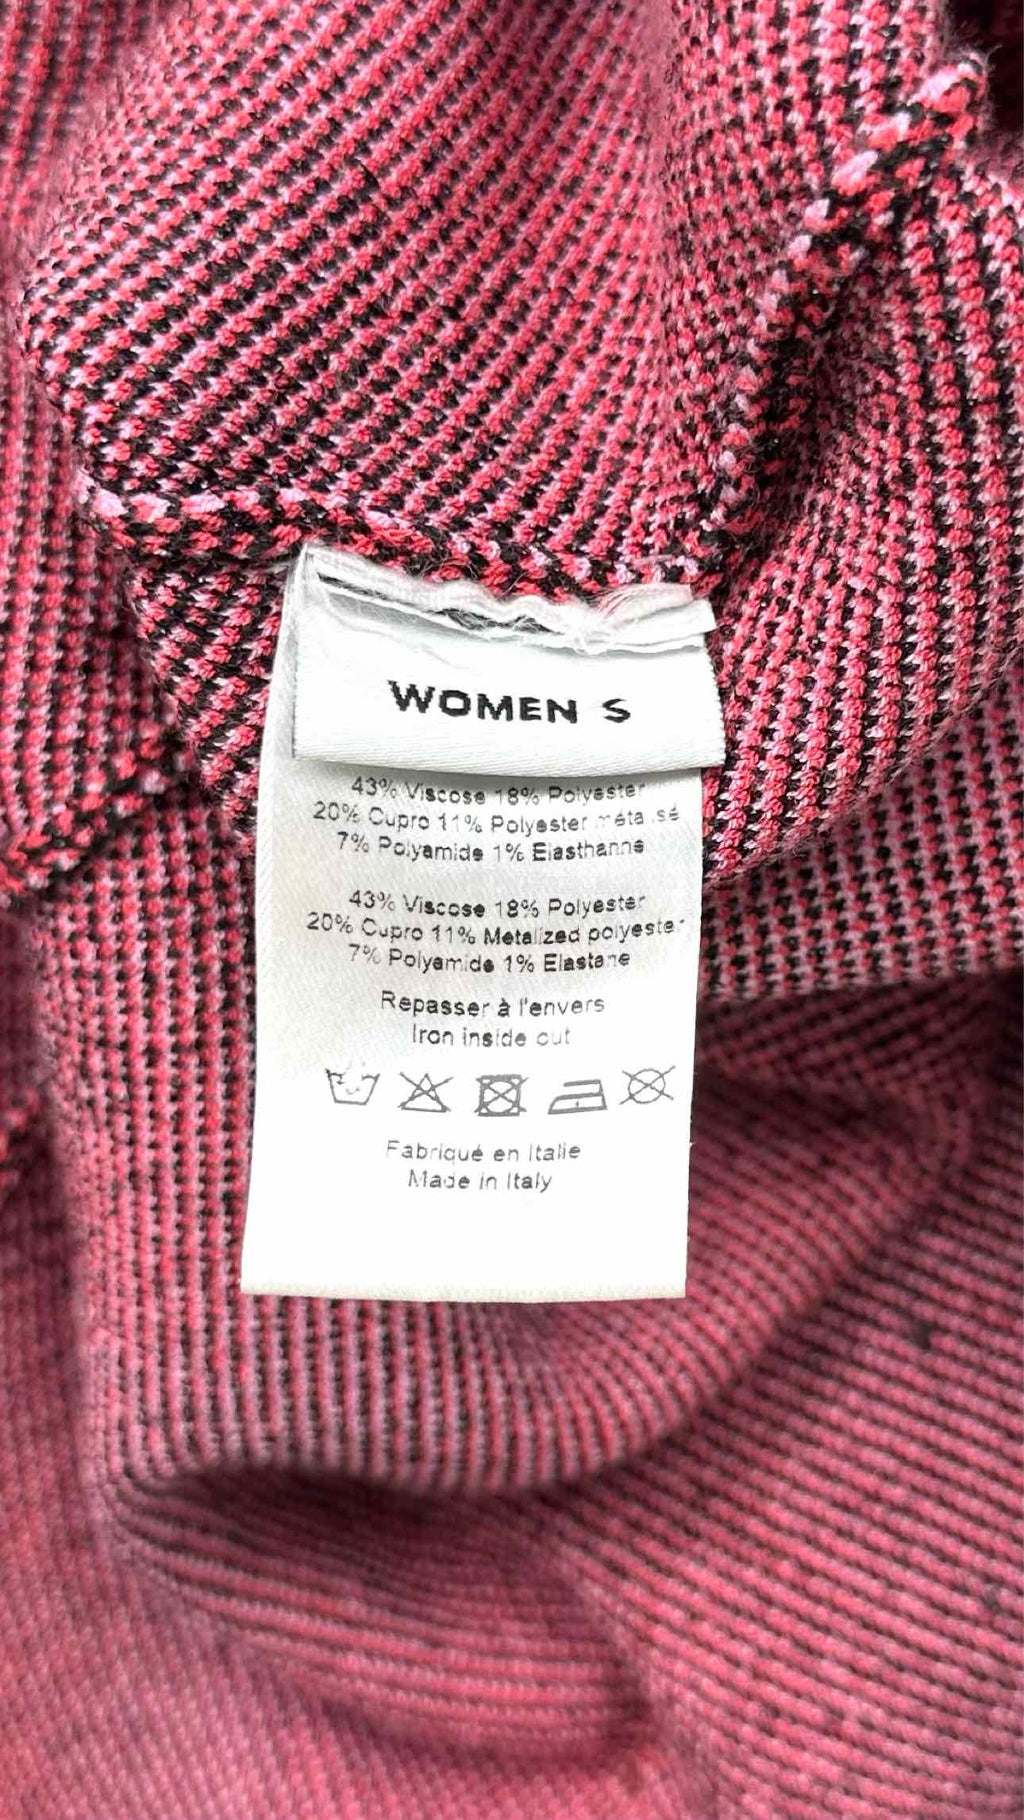 WOMEN S
43% Viscose 18% Polyester
20% Cupro 11% Polyester métalisé
7% Polyamide 1% Elasthanne
43% Viscose 18% Polyester
20% Cupro 11% Metalized polyester
7% Polyamide 1% Elastane
Repasser à l'envers
Iron inside out
Fabriqué en Italie
Made in Italy